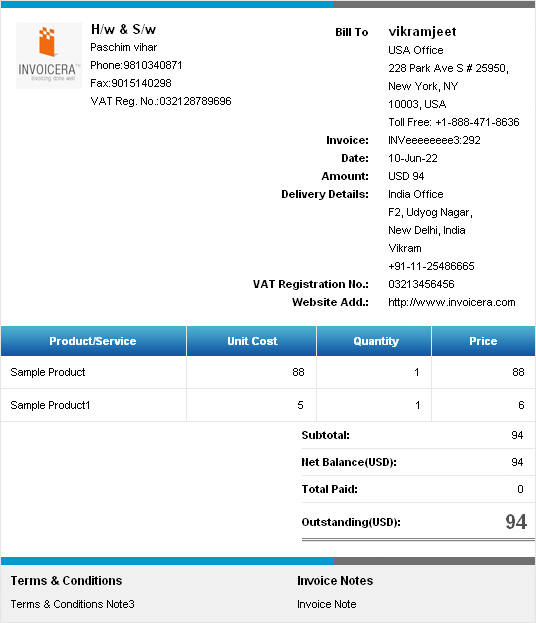 H/w & S/w
Paschim vihar
Phone:9810340871
Fax:9015140298
VAT Reg. No.:032128789696
INVOICERA™
Invoicing done well
Bill To vikramjeet
USA Office
228 Park Ave S # 25950,
New York, NY
10003, USA
Toll Free: +1-888-471-8636
Invoice: INVeeeeeee3:292
Date: 10-Jun-22
Amount: USD 94
Delivery Details: India Office
F2, Udyog Nagar,
New Delhi, India
Vikram
+91-11-25486665
VAT Registration No.: 03213456456
Website Add.: http://www.invoicera.com
Product/Service Unit Cost Quantity Price
Sample Product 88 1 88
Sample Product1 5 1 6
Subtotal: 94
Net Balance(USD): 94
Total Paid: 0
Outstanding(USD): 94
Terms & Conditions
Terms & Conditions Note3
Invoice Notes
Invoice Note